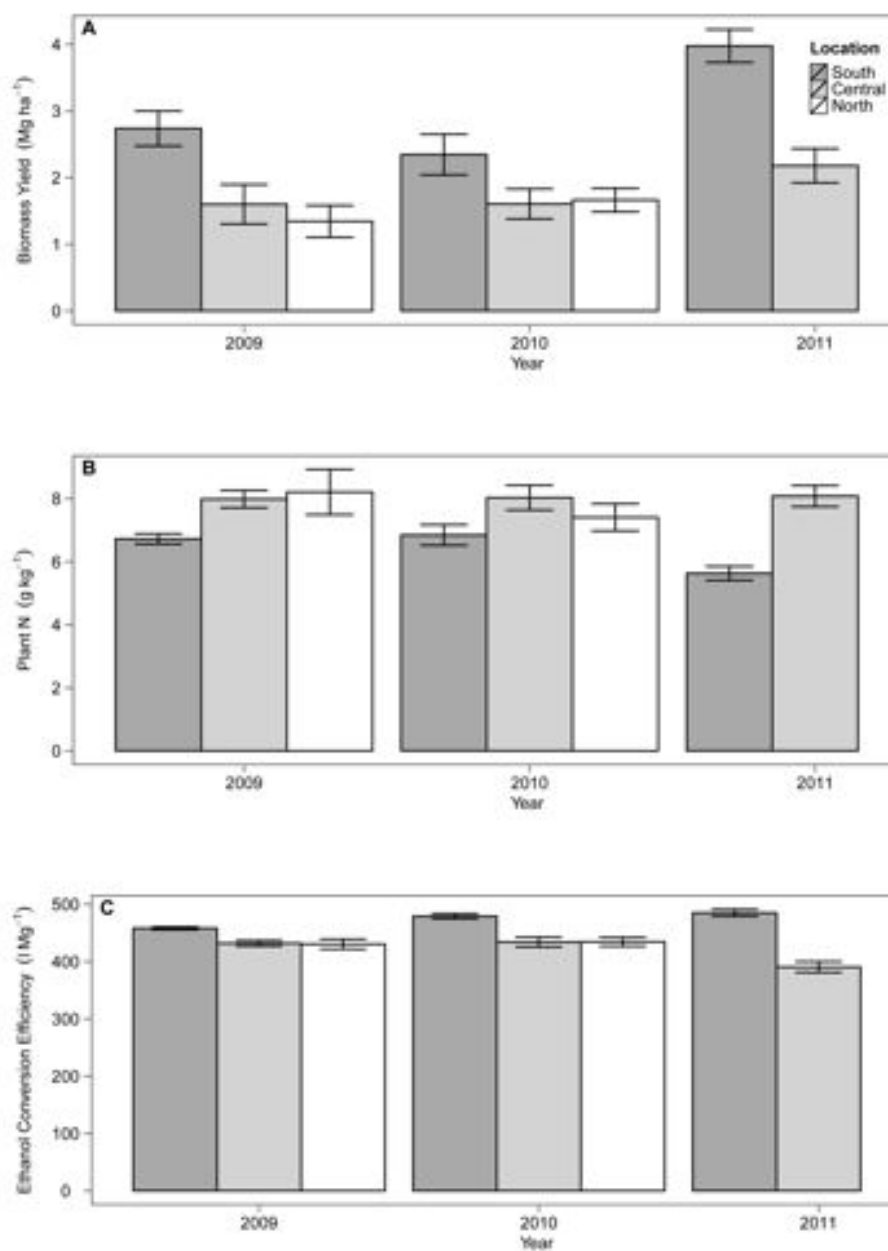 A
Location
South
Central
North
Biomass Yield (Mg ha⁻¹)
4
3
2
1
0
2009 2010 2011
Year
B
Plant N (g kg⁻¹)
8
6
4
2
0
2009 2010 2011
Year
C
Ethanol Conversion Efficiency (l Mg⁻¹)
500
400
300
200
100
0
2009 2010 2011
Year